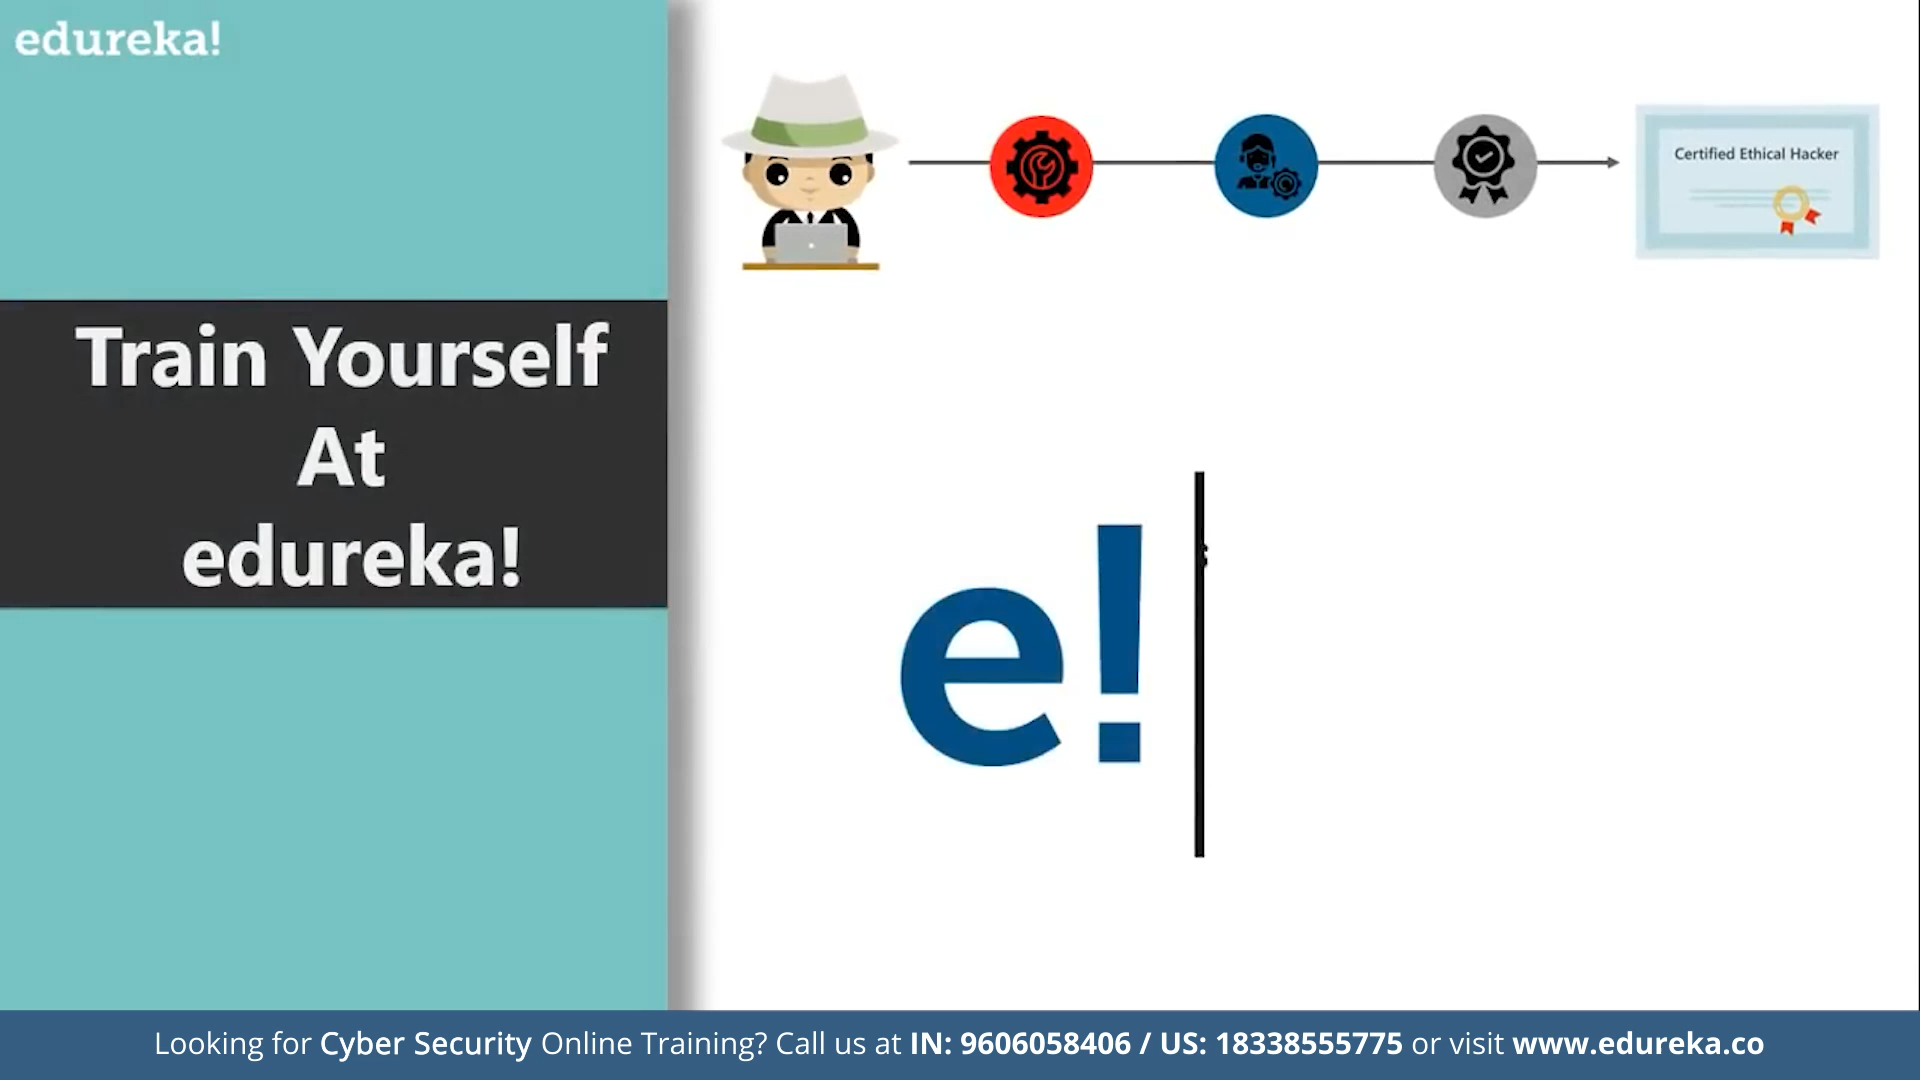 edureka!
Train Yourself
At
edureka!
Certified Ethical Hacker
e!
Looking for Cyber Security Online Training? Call us at IN: 9606058406 / US: 18338555775 or visit www.edureka.co